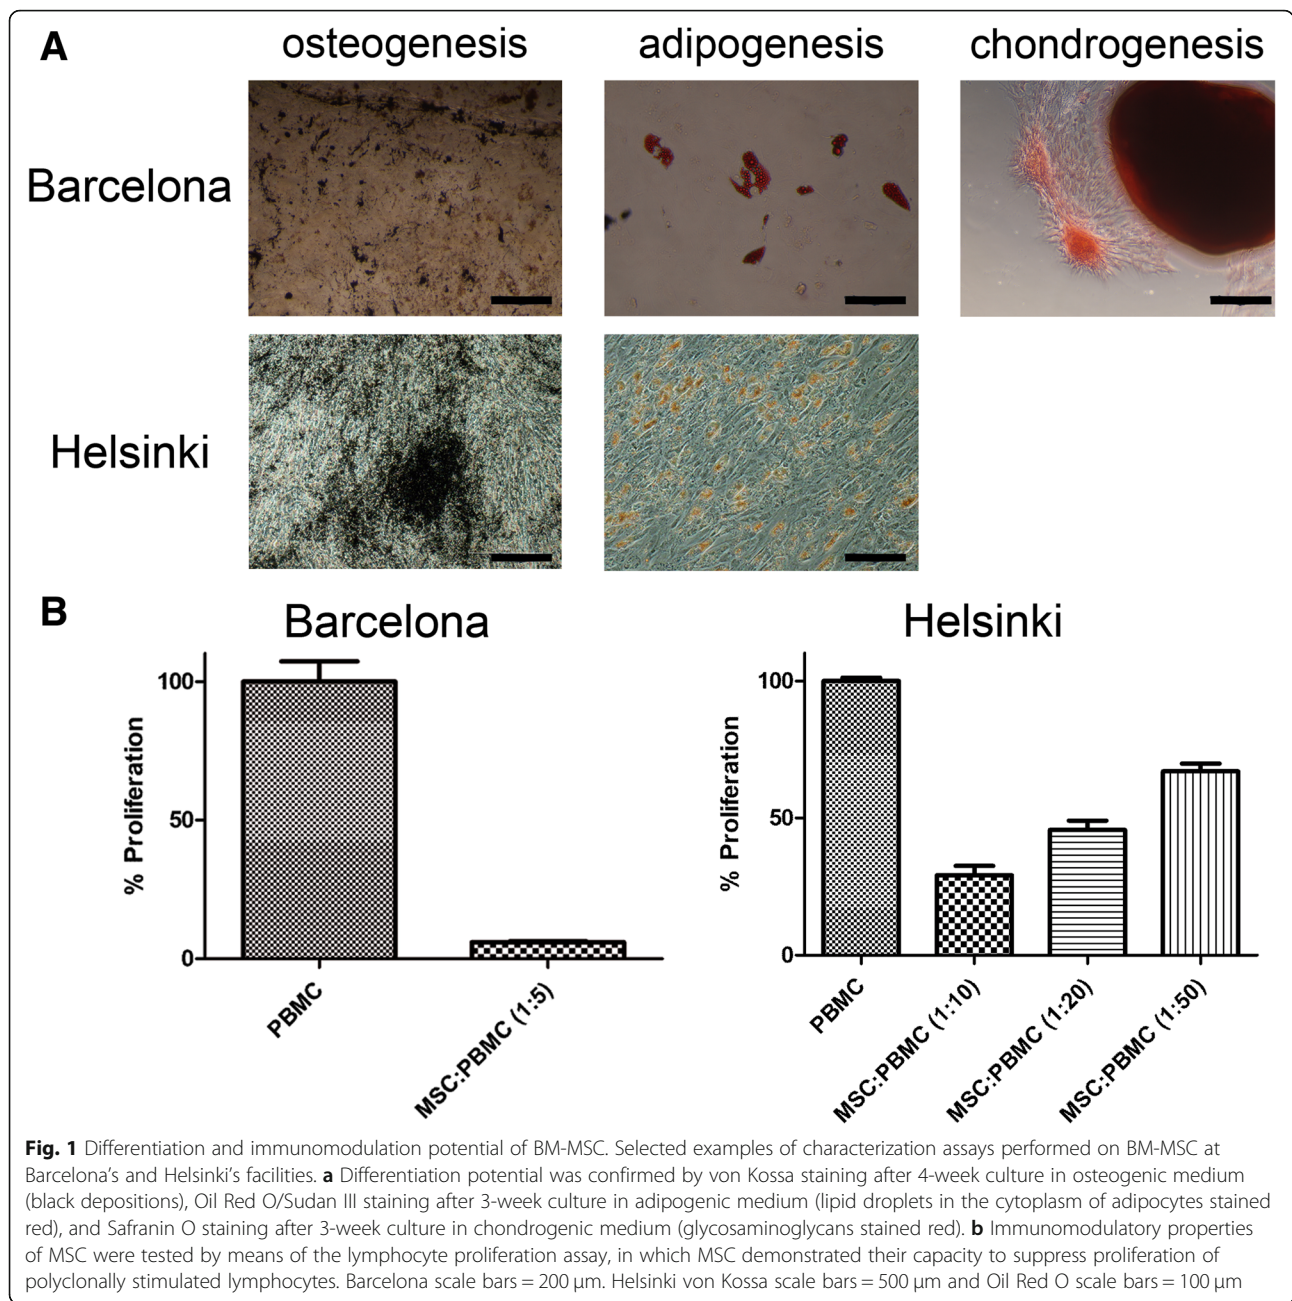 A
osteogenesis adipogenesis chondrogenesis
Barcelona
Helsinki
B
Barcelona
% Proliferation
100
50
0
PBMC
MSC:PBMC (1:5)
Helsinki
% Proliferation
100
50
0
PBMC
MSC:PBMC (1:10)
MSC:PBMC (1:20)
MSC:PBMC (1:50)
Fig. 1 Differentiation and immunomodulation potential of BM-MSC. Selected examples of characterization assays performed on BM-MSC at
Barcelona's and Helsinki's facilities. a Differentiation potential was confirmed by von Kossa staining after 4-week culture in osteogenic medium
(black depositions), Oil Red O/Sudan III staining after 3-week culture in adipogenic medium (lipid droplets in the cytoplasm of adipocytes stained
red), and Safranin O staining after 3-week culture in chondrogenic medium (glycosaminoglycans stained red). b Immunomodulatory properties
of MSC were tested by means of the lymphocyte proliferation assay, in which MSC demonstrated their capacity to suppress proliferation of
polyclonally stimulated lymphocytes. Barcelona scale bars = 200 μm. Helsinki von Kossa scale bars = 500 μm and Oil Red O scale bars = 100 μm